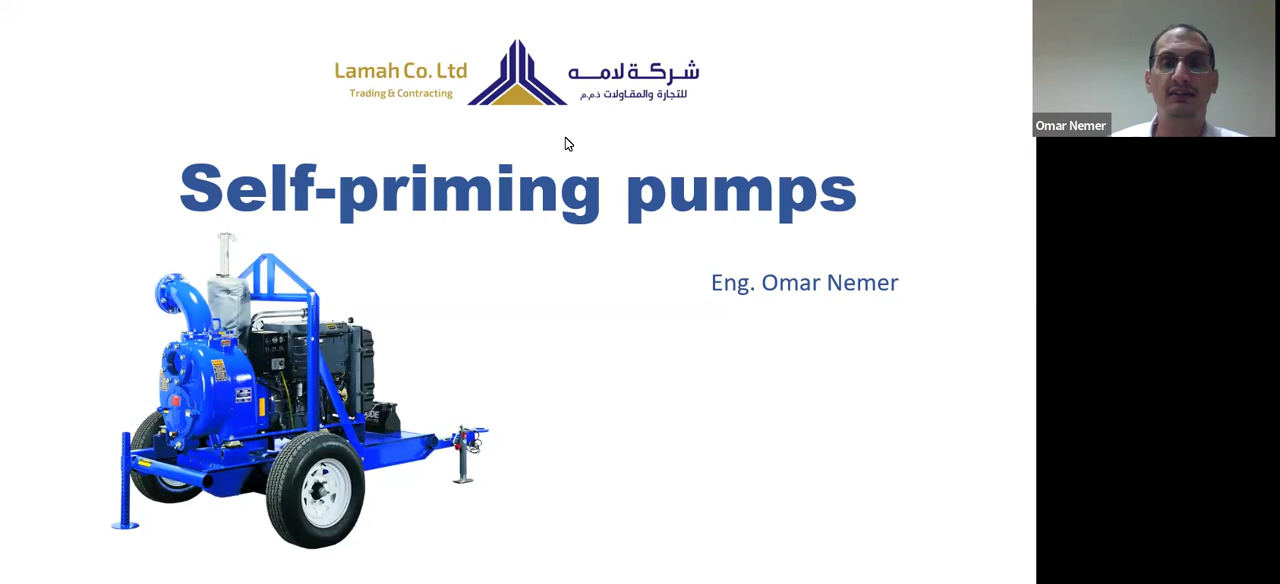 Lamah Co. Ltd
Trading & Contracting
شركة لامه
للتجارة والمقاولات ذ.م.م
Self-priming pumps
Eng. Omar Nemer
Omar Nemer